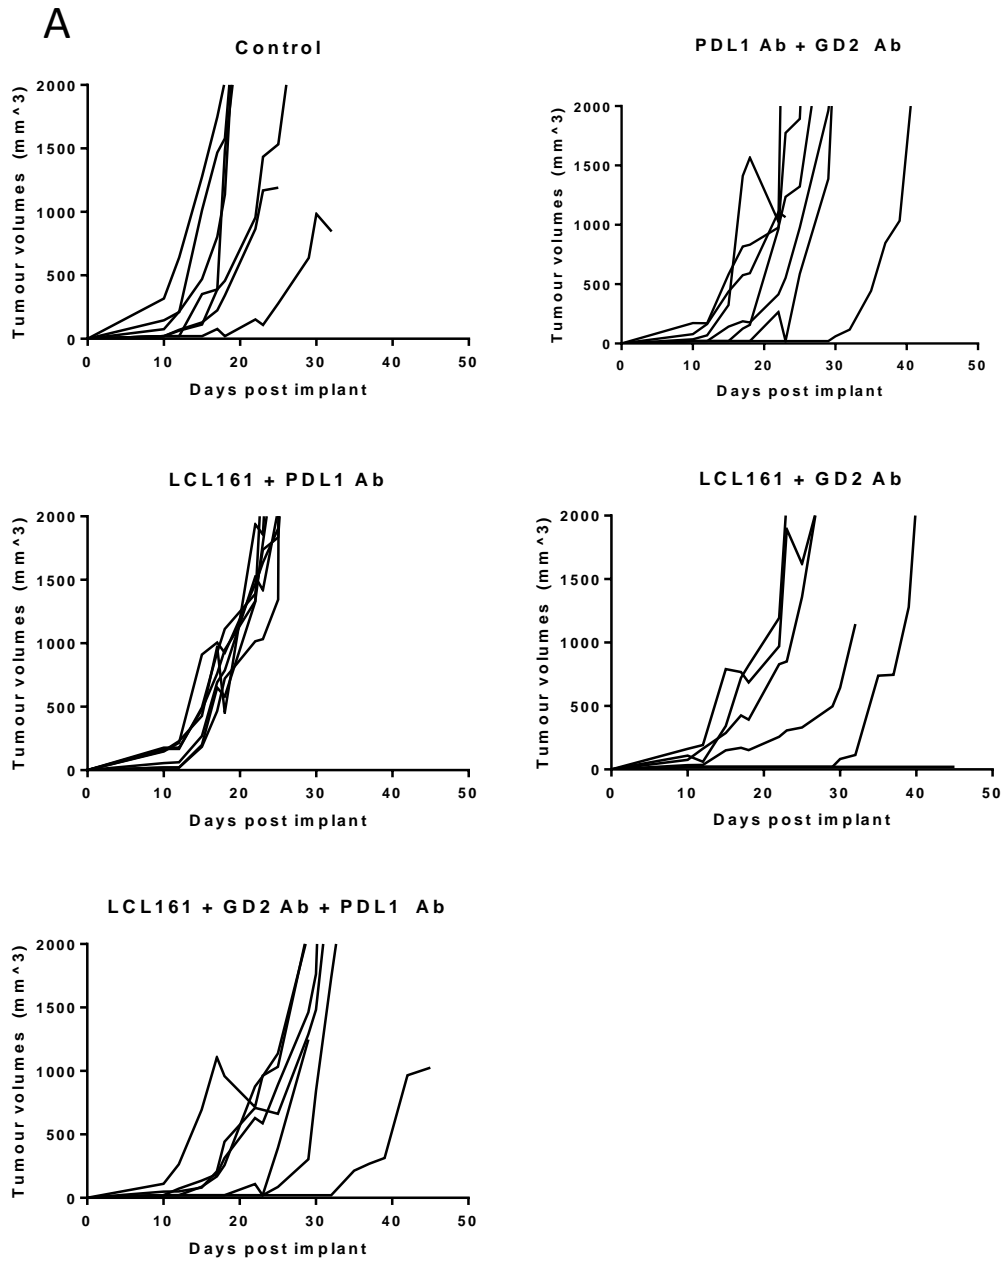 A
Control
Tumour volumes (mm^3)
2000
1500
1000
500
0
0 10 20 30 40 50
Days post implant
PDL1 Ab + GD2 Ab
Tumour volumes (mm^3)
2000
1500
1000
500
0
0 10 20 30 40 50
Days post implant
LCL161 + PDL1 Ab
Tumour volumes (mm^3)
2000
1500
1000
500
0
0 10 20 30 40 50
Days post implant
LCL161 + GD2 Ab
Tumour volumes (mm^3)
2000
1500
1000
500
0
0 10 20 30 40 50
Days post implant
LCL161 + GD2 Ab + PDL1 Ab
Tumour volumes (mm^3)
2000
1500
1000
500
0
0 10 20 30 40 50
Days post implant